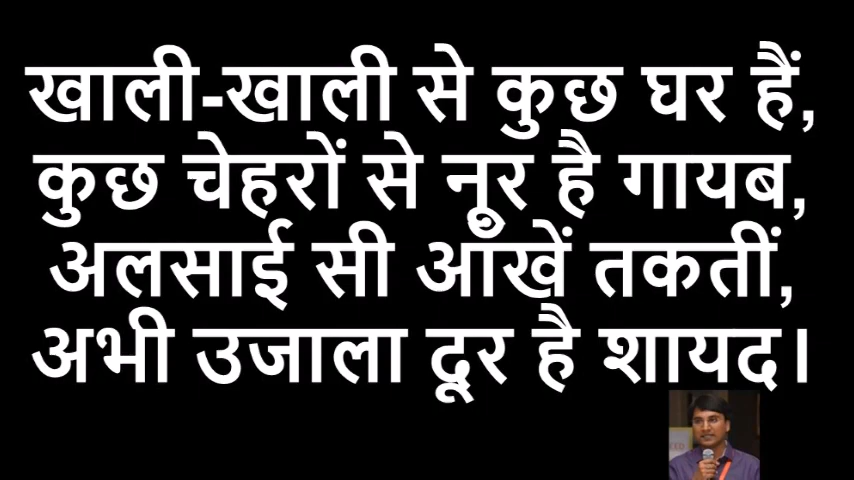 खाली-खाली से कुछ घर हैं,
कुछ चेहरों से नूर है गायब,
अलसाई सी आँखें तकतीं,
अभी उजाला दूर है शायद।